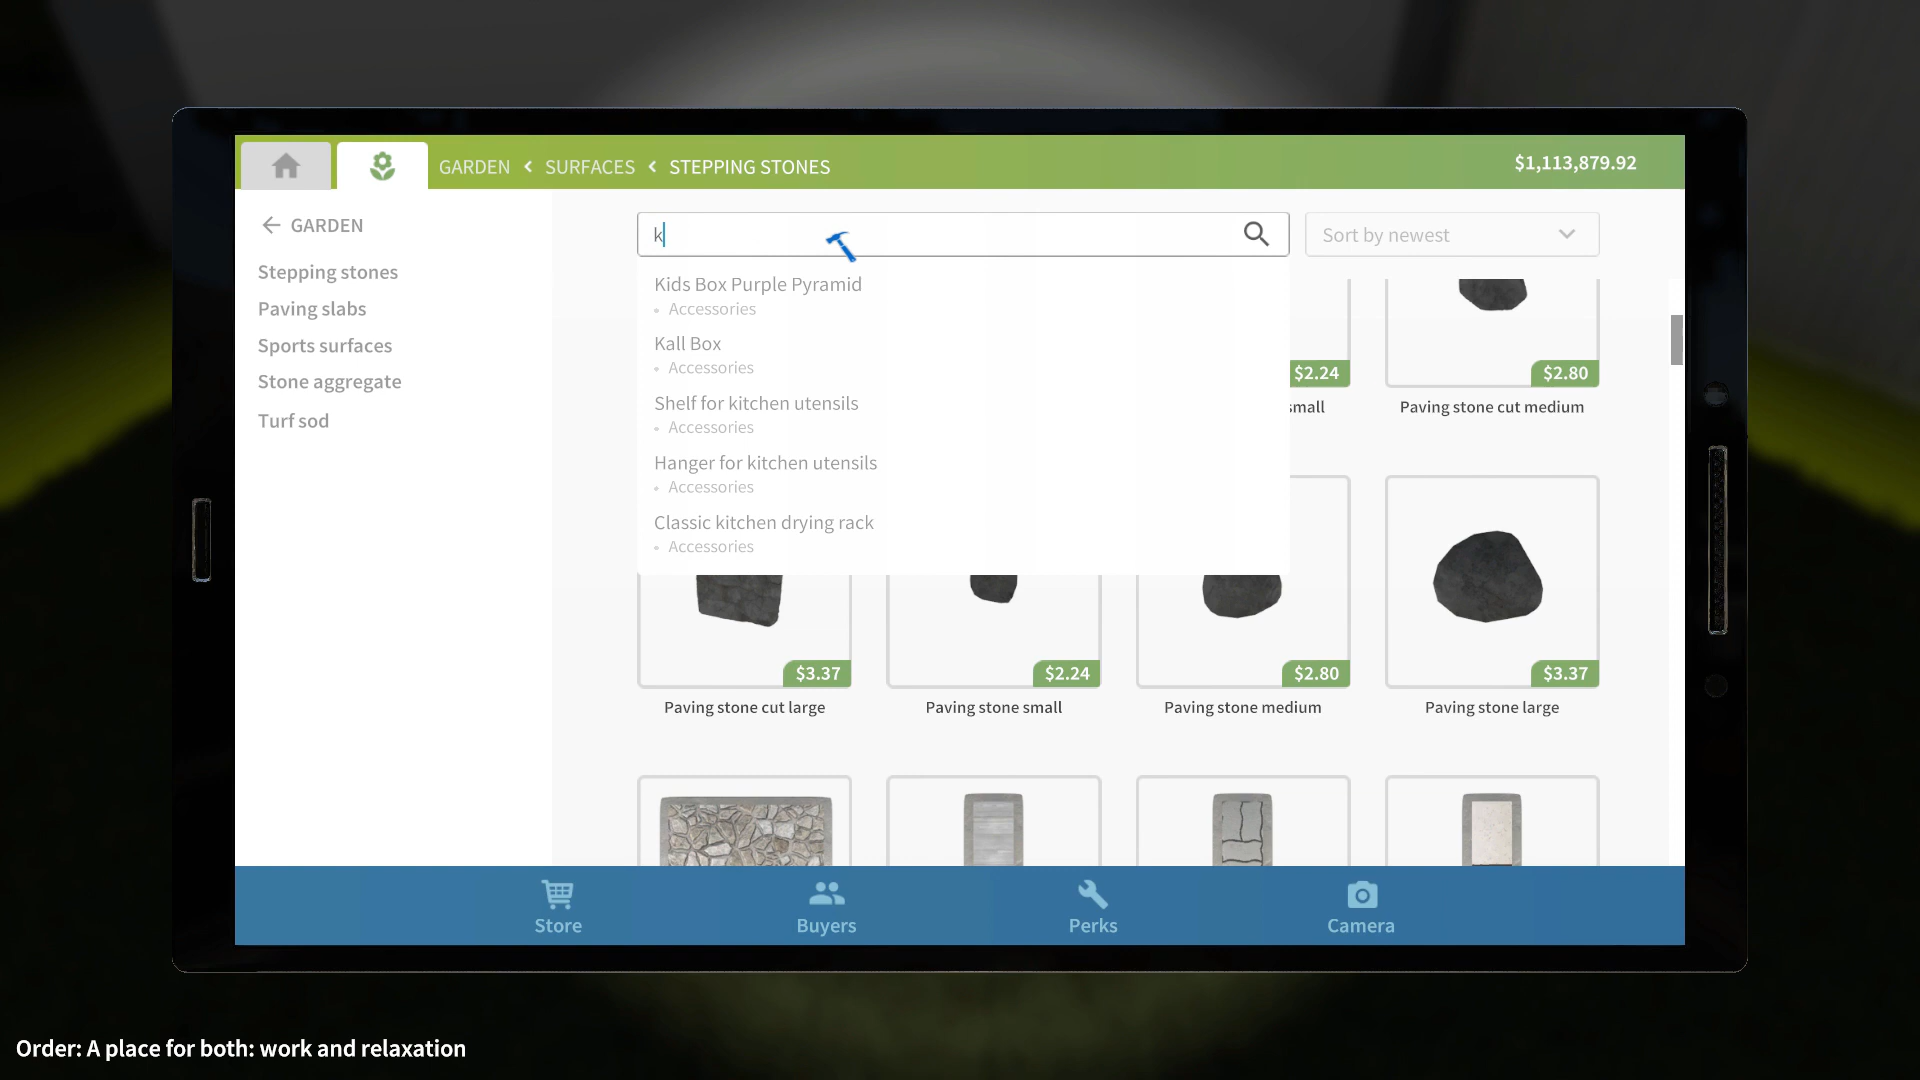 GARDEN < SURFACES < STEPPING STONES
$1,113,879.92
← GARDEN
Stepping stones
Paving slabs
Sports surfaces
Stone aggregate
Turf sod
k
Sort by newest
Kids Box Purple Pyramid
• Accessories
Kall Box
• Accessories
Shelf for kitchen utensils
• Accessories
Hanger for kitchen utensils
• Accessories
Classic kitchen drying rack
• Accessories
$2.24
small
$2.80
Paving stone cut medium
$3.37
Paving stone cut large
$2.24
Paving stone small
$2.80
Paving stone medium
$3.37
Paving stone large
Store
Buyers
Perks
Camera
Order: A place for both: work and relaxation